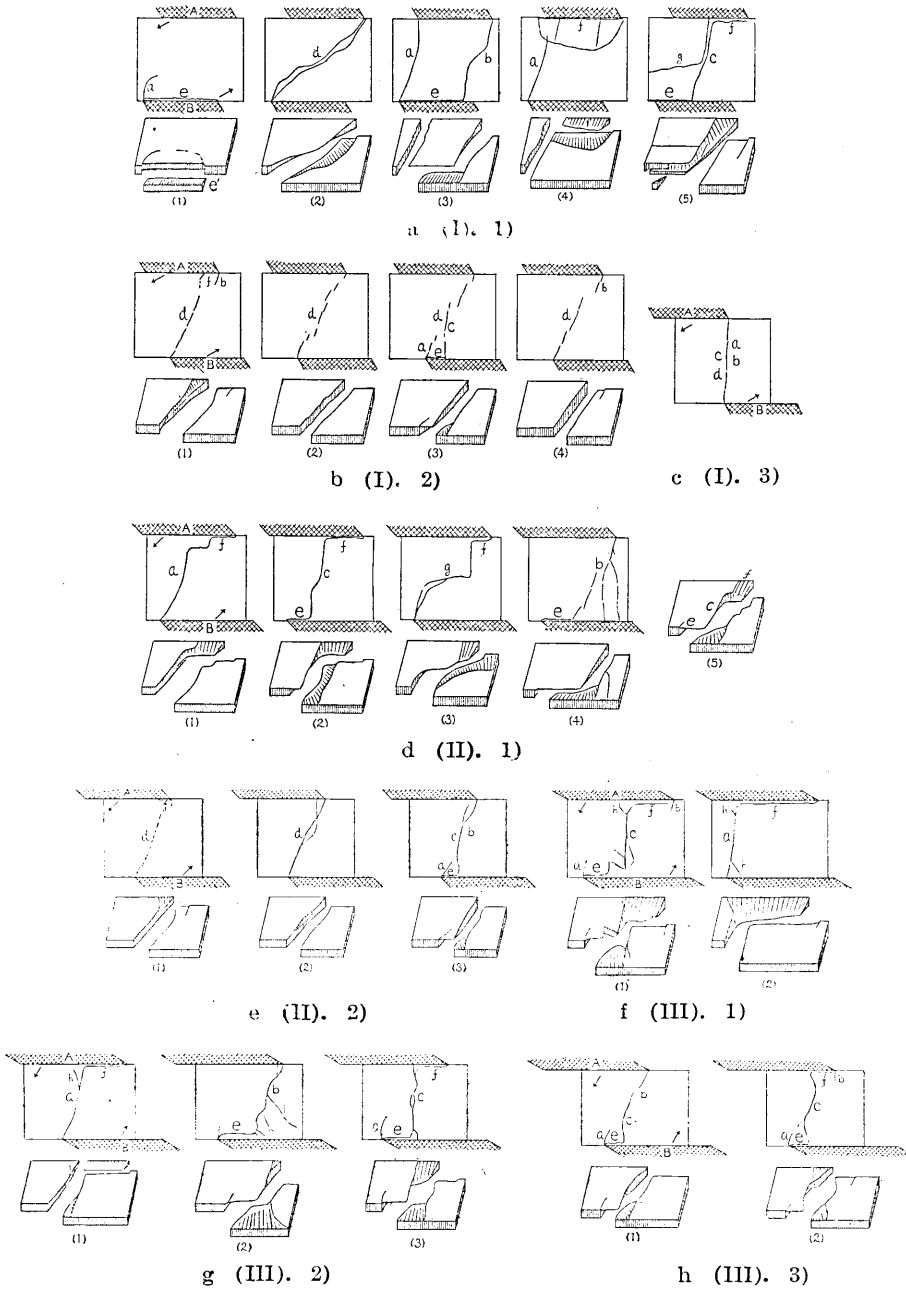 A
a
e
B
e'
(1)
d
(2)
a
b
(3)
a
(4)
f
g
c
e
(5)
a (I). 1)
A
f
b
d
B
(1)
d
(2)
d
c
a
e
(3)
b
d
(4)
b (I). 2)
A
a
c
b
d
B
c (I). 3)
A
f
a
B
(1)
f
c
e
(2)
f
g
(3)
b
e
(4)
f
c
e
(5)
d (II). 1)
A
d
B
(1)
d
(2)
c
b
a
e
(3)
e (II). 2)
A
h
f
b
c
a
e
B
(1)
h
f
a
(2)
f (III). 1)
A
h
f
a
B
(1)
b
e
(2)
f
c
a
e
(3)
g (III). 2)
A
b
c
a
e
B
(1)
f
b
c
a
e
(2)
h (III). 3)